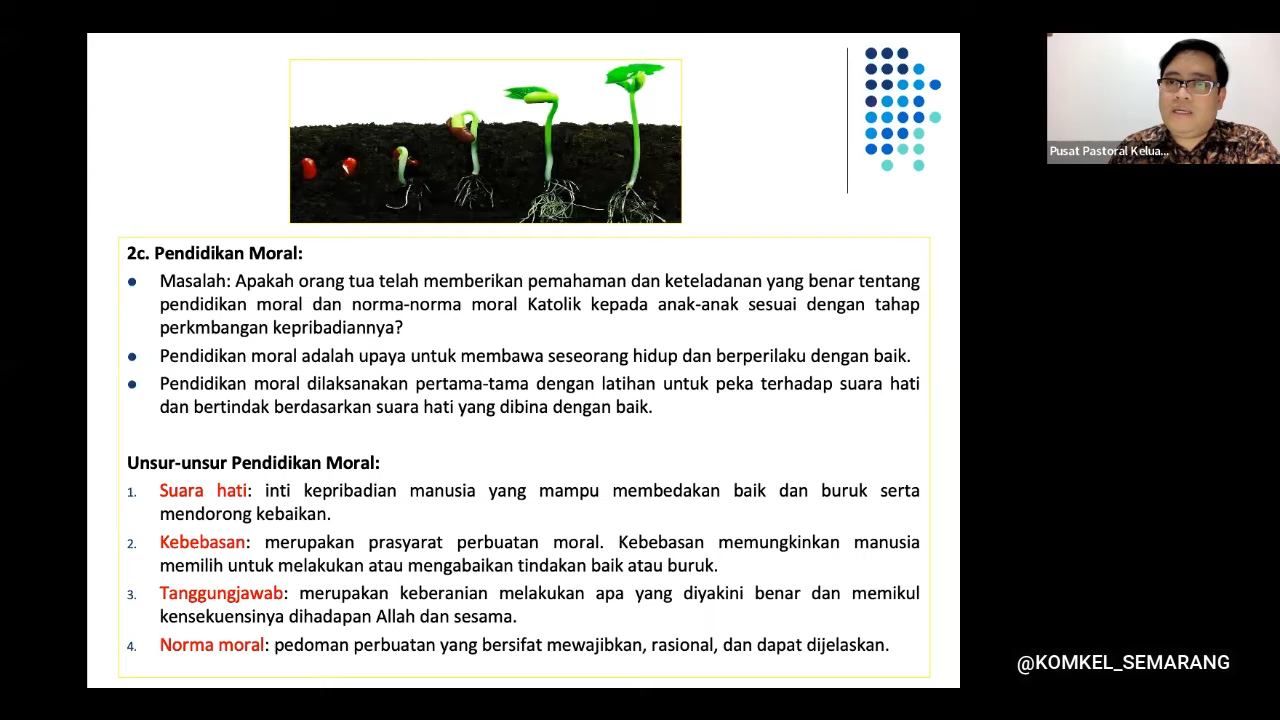 Pusat Pastoral Kelua...
2c. Pendidikan Moral:
● Masalah: Apakah orang tua telah memberikan pemahaman dan keteladanan yang benar tentang
pendidikan moral dan norma-norma moral Katolik kepada anak-anak sesuai dengan tahap
perkmbangan kepribadiannya?
● Pendidikan moral adalah upaya untuk membawa seseorang hidup dan berperilaku dengan baik.
● Pendidikan moral dilaksanakan pertama-tama dengan latihan untuk peka terhadap suara hati
dan bertindak berdasarkan suara hati yang dibina dengan baik.
Unsur-unsur Pendidikan Moral:
1. Suara hati: inti kepribadian manusia yang mampu membedakan baik dan buruk serta
mendorong kebaikan.
2. Kebebasan: merupakan prasyarat perbuatan moral. Kebebasan memungkinkan manusia
memilih untuk melakukan atau mengabaikan tindakan baik atau buruk.
3. Tanggungjawab: merupakan keberanian melakukan apa yang diyakini benar dan memikul
kensekuensinya dihadapan Allah dan sesama.
4. Norma moral: pedoman perbuatan yang bersifat mewajibkan, rasional, dan dapat dijelaskan.
@KOMKEL_SEMARANG